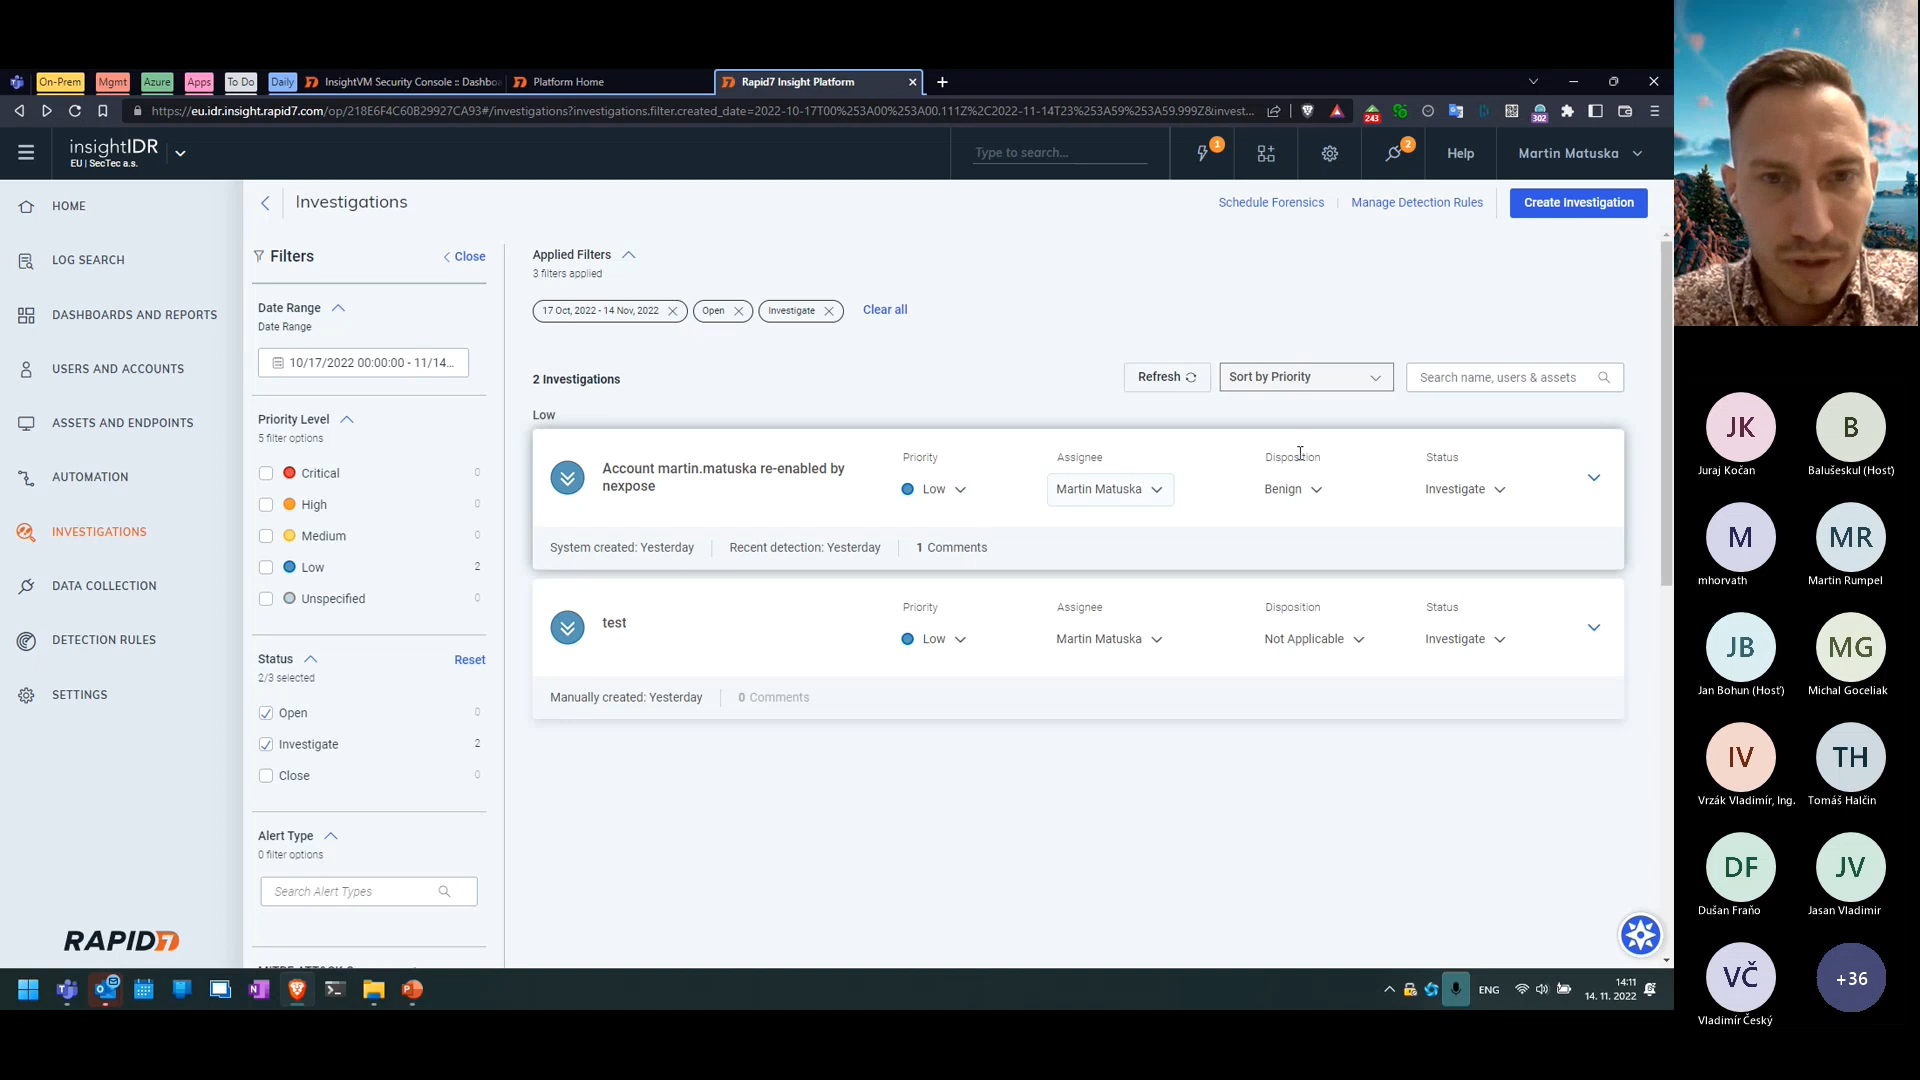 On-Prem
Mgmt
Azure
Apps
To Do
Daily
InsightVM Security Console :: Dashbo
Platform Home
Rapid7 Insight Platform
https://eu.idr.insight.rapid7.com/op/218E6F4C60B29927CA93#/investigations?investigations.filter.created_date=2022-10-17T00%253A00%253A00.111Z%2C2022-11-14T23%253A59%253A59.999Z&invest...
243
302
insightIDR
EU | SecTec a.s.
Type to search...
1
2
Help
Martin Matuska
HOME
LOG SEARCH
DASHBOARDS AND REPORTS
USERS AND ACCOUNTS
ASSETS AND ENDPOINTS
AUTOMATION
INVESTIGATIONS
DATA COLLECTION
DETECTION RULES
SETTINGS
RAPID7
Investigations
Schedule Forensics
Manage Detection Rules
Create Investigation
Filters
Close
Date Range
Date Range
10/17/2022 00:00:00 - 11/14...
Priority Level
5 filter options
Critical 0
High 0
Medium 0
Low 2
Unspecified 0
Status
Reset
2/3 selected
Open 0
Investigate 2
Close 0
Alert Type
0 filter options
Search Alert Types
Applied Filters
3 filters applied
17 Oct, 2022 - 14 Nov, 2022
Open
Investigate
Clear all
2 Investigations
Refresh
Sort by Priority
Search name, users & assets
Low
Account martin.matuska re-enabled by
nexpose
Priority
Low
Assignee
Martin Matuska
Disposition
Benign
Status
Investigate
System created: Yesterday
Recent detection: Yesterday
1 Comments
test
Priority
Low
Assignee
Martin Matuska
Disposition
Not Applicable
Status
Investigate
Manually created: Yesterday
0 Comments
ENG
14:11
14. 11. 2022
JK
Juraj Kočan
B
Balušeskul (Hosť)
M
mhorvath
MR
Martin Rumpel
JB
Jan Bohun (Hosť)
MG
Michal Goceliak
IV
Vrzák Vladimír, Ing.
TH
Tomáš Halčin
DF
Dušan Fraňo
JV
Jasan Vladimir
VČ
Vladimír Český
+36